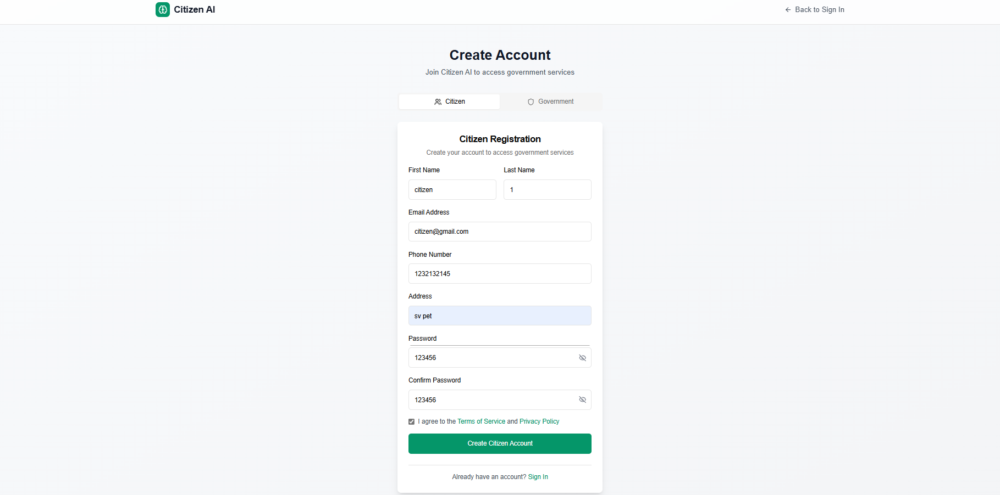 Citizen AI
Back to Sign In
Create Account
Join Citizen AI to access government services
Citizen Government
Citizen Registration
Create your account to access government services
First Name Last Name
citizen 1
Email Address
citizen@gmail.com
Phone Number
1232132145
Address
sv pet
Password
123456
Confirm Password
123456
I agree to the Terms of Service and Privacy Policy
Create Citizen Account
Already have an account? Sign In